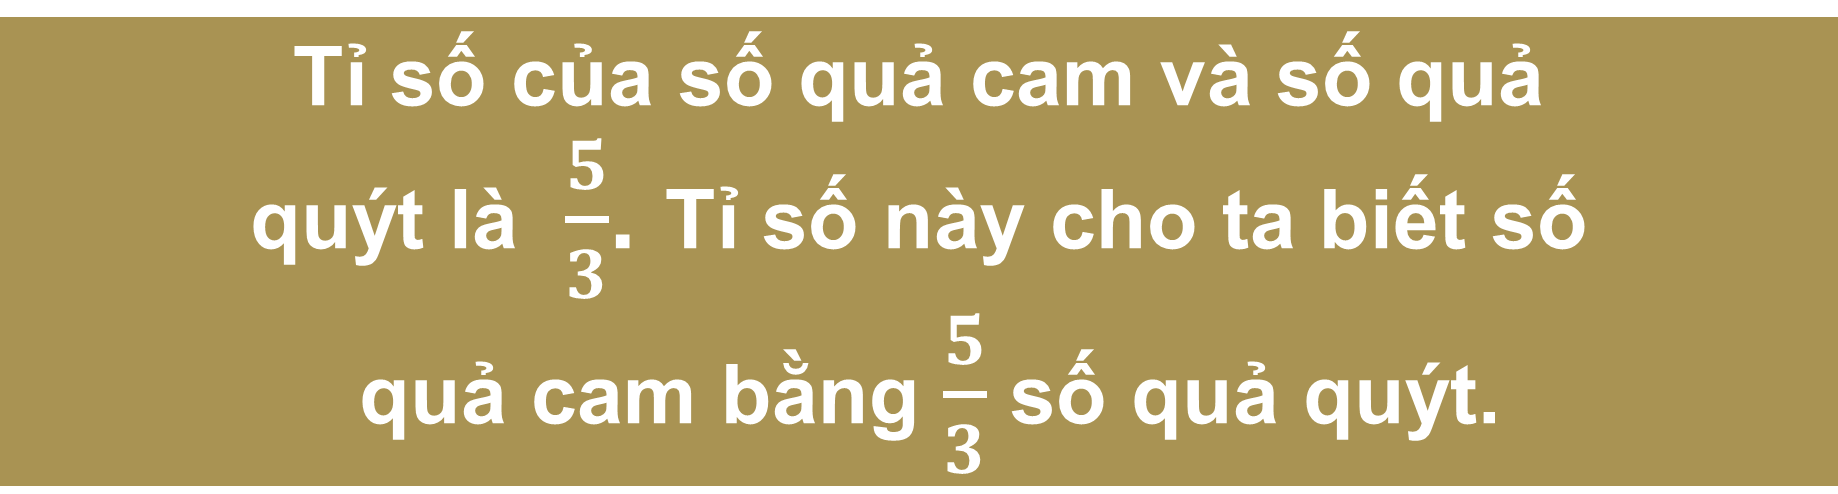 Tỉ số của số quả cam và số quả
quýt là 5/3. Tỉ số này cho ta biết số
quả cam bằng 5/3 số quả quýt.